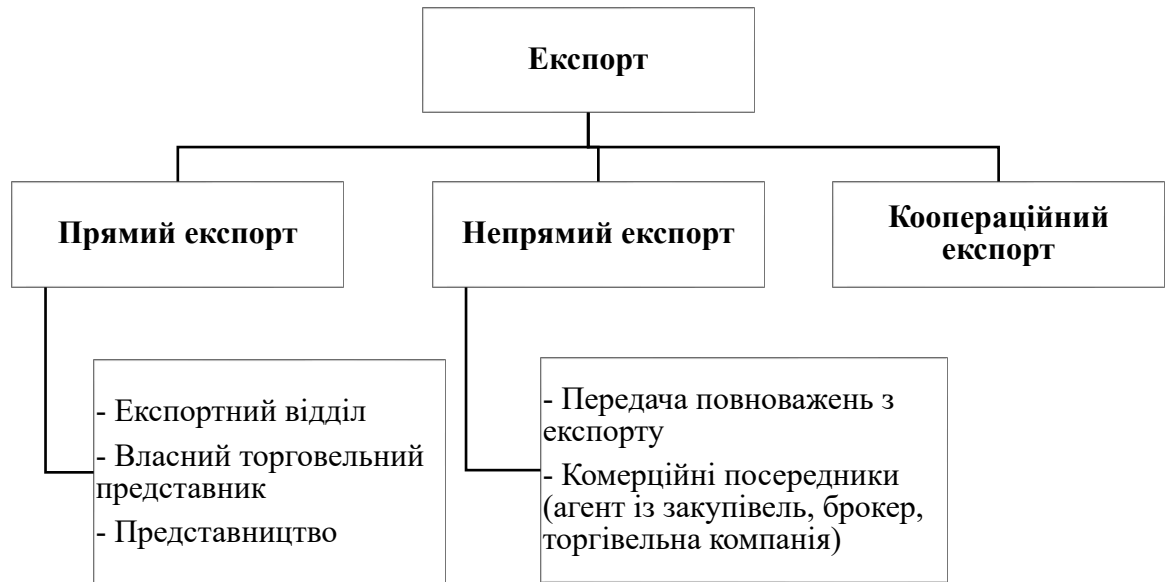 Експорт
Прямий експорт
Непрямий експорт
Коопераційний
експорт
- Експортний відділ
- Власний торговельний
представник
- Представництво
- Передача повноважень з
експорту
- Комерційні посередники
(агент із закупівель, брокер,
торгівельна компанія)